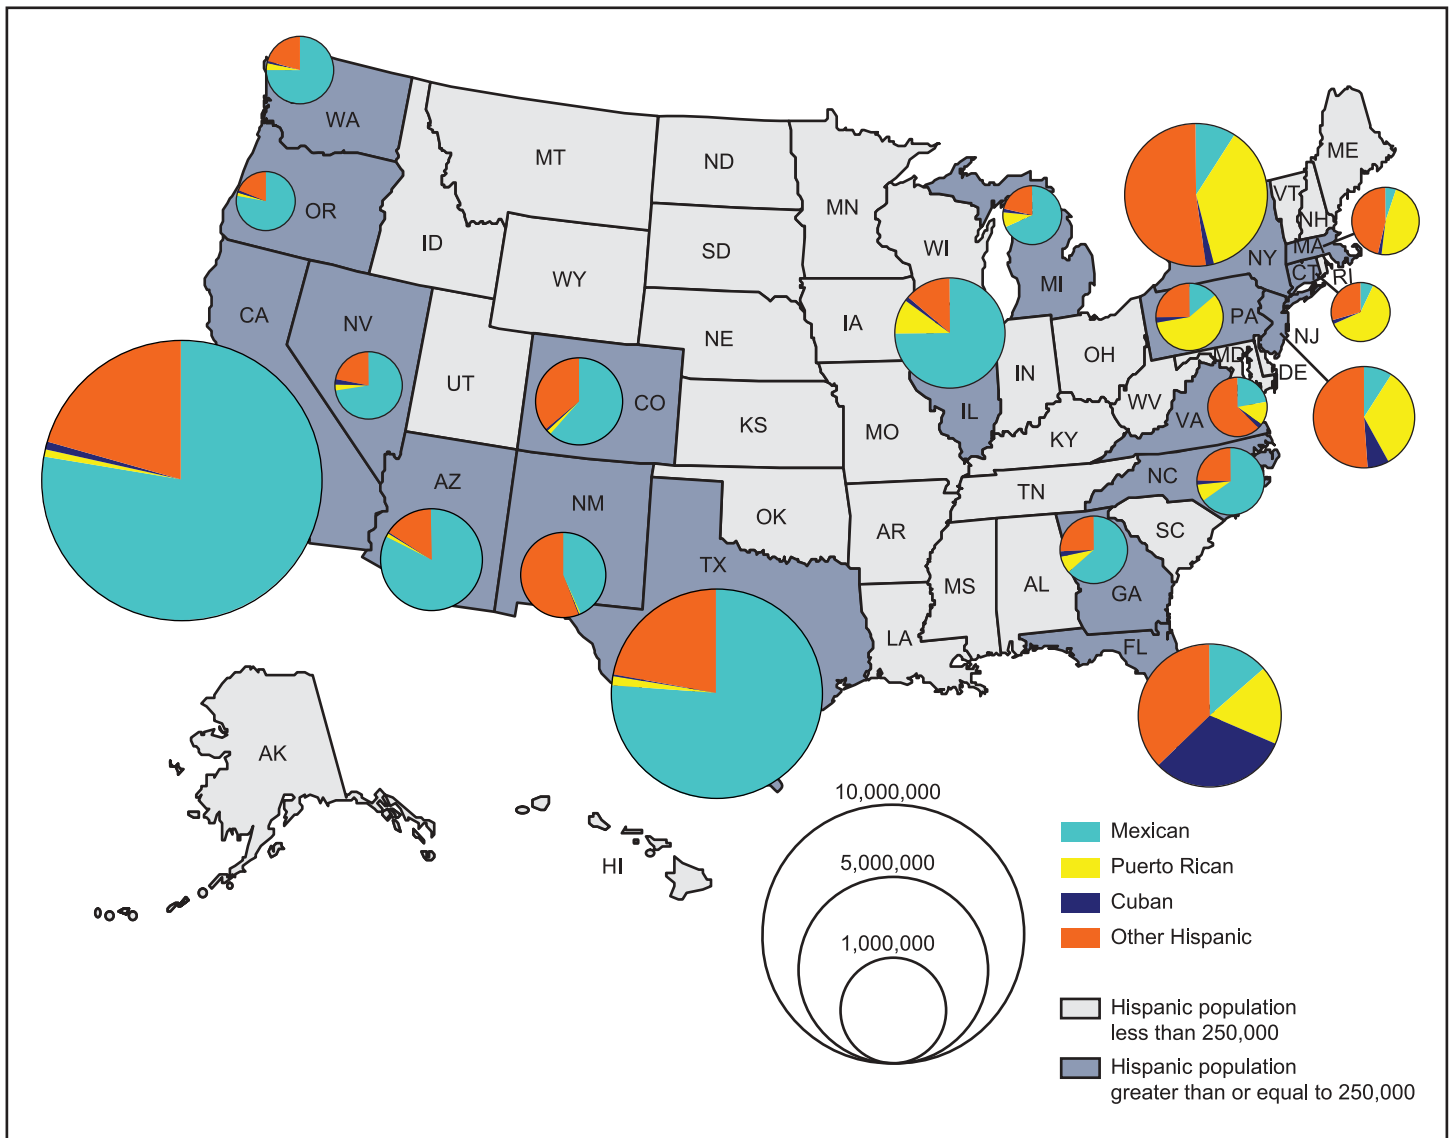 WA
MT
ND
MN
ME
VT
NH
OR
ID
SD
WI
MI
NY
MA
CT
RI
WY
CA
NV
IA
PA
NJ
NE
OH
MD
DE
UT
CO
IL
IN
WV
VA
KS
MO
KY
AZ
NM
NC
TN
OK
AR
SC
TX
MS
AL
GA
LA
FL
AK
HI
10,000,000
5,000,000
1,000,000
Mexican
Puerto Rican
Cuban
Other Hispanic
Hispanic population
less than 250,000
Hispanic population
greater than or equal to 250,000